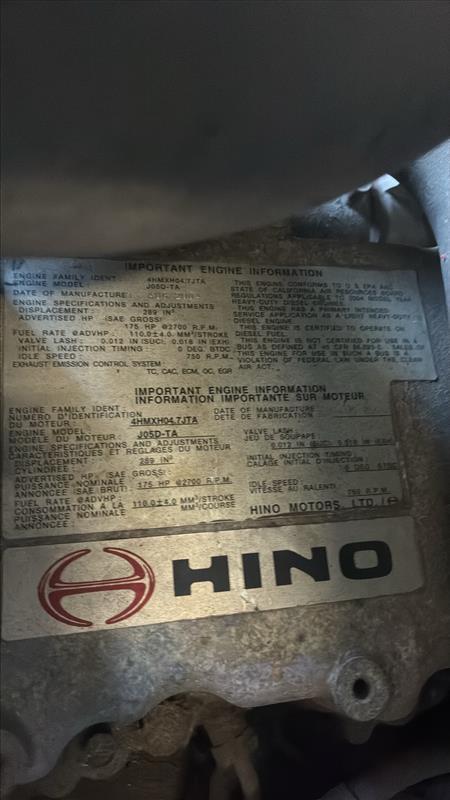 IMPORTANT ENGINE INFORMATION
ENGINE FAMILY IDENT : 4HMXH04.7JTA
ENGINE MODEL : J05D-TA
DATE OF MANUFACTURE :
ENGINE SPECIFICATIONS AND ADJUSTMENTS
DISPLACEMENT : 289 IN³
ADVERTISED HP (SAE GROSS)
: 175 HP @2700 R.P.M.
FUEL RATE @ADVHP. : 110.0±4.0 MM³/STROKE
VALVE LASH : 0.012 IN (SUC), 0.018 IN (EXH)
INITIAL INJECTION TIMING : 0 DEG. BTDC
IDLE SPEED : 750 R.P.M.
EXHAUST EMISSION CONTROL SYSTEM
: TC, CAC, ECM, OC, EGR
THIS ENGINE CONFORMS TO U S EPA AND
STATE OF CALIFORNIA AIR RESOURCES BOARD
REGULATIONS APPLICABLE TO 2004 MODEL YEAR
HEAVY-DUTY DIESEL ENGINES.
THIS ENGINE HAS A PRIMARY INTENDED
SERVICE APPLICATION AS A LIGHT HEAVY-DUTY
DIESEL ENGINE.
THIS ENGINE IS CERTIFIED TO OPERATE ON
DIESEL FUEL.
THIS ENGINE IS NOT CERTIFIED FOR USE IN A
BUS AS DEFINED AT 40 CFR SALES OF
THIS ENGINE FOR USE IN SUCH A BUS IS A
VIOLATION OF FEDERAL LAW UNDER THE CLEAN
AIR ACT.
IMPORTANT ENGINE INFORMATION
INFORMATION IMPORTANTE SUR MOTEUR
ENGINE FAMILY IDENT :
NUMERO D'IDENTIFICATION
DU MOTEURS : 4HMXH04.7JTA
ENGINE MODEL :
MODÈLE DU MOTEUR : J05D-TA
ENGINE SPECIFICATIONS AND ADJUSTMENTS
CARACTERISTIQUES ET REGLAGES DU MOTEUR
DISPLACEMENT :
CYLINDREE : 289 IN³
ADVERTISED HP (SAE GROSS) :
PUISSANCE NOMINALE : 175 HP @2700 R.P.M.
ANNONCÉE (SAE BRUT) :
FUEL RATE @ADVHP :
CONSOMMATION A LA : 110.0±4.0 MM³/STROKE
PUISSANCE NOMINALE MM³/COURSE
ANNONCEE :
DATE OF MANUFACTURE :
DATE DE FABRICATION :
VALVE LASH :
JEU DE SOUPAPE :
0.012 IN (SUC), 0.018 IN (EXH)
INITIAL INJECTION TIMING :
CALAGE INITIAL D'INJECTION :
0 DEG BTDC
IDLE SPEED :
VITESSE AU RALENTI :
750 R.P.M.
HINO MOTORS, LTD.
HINO